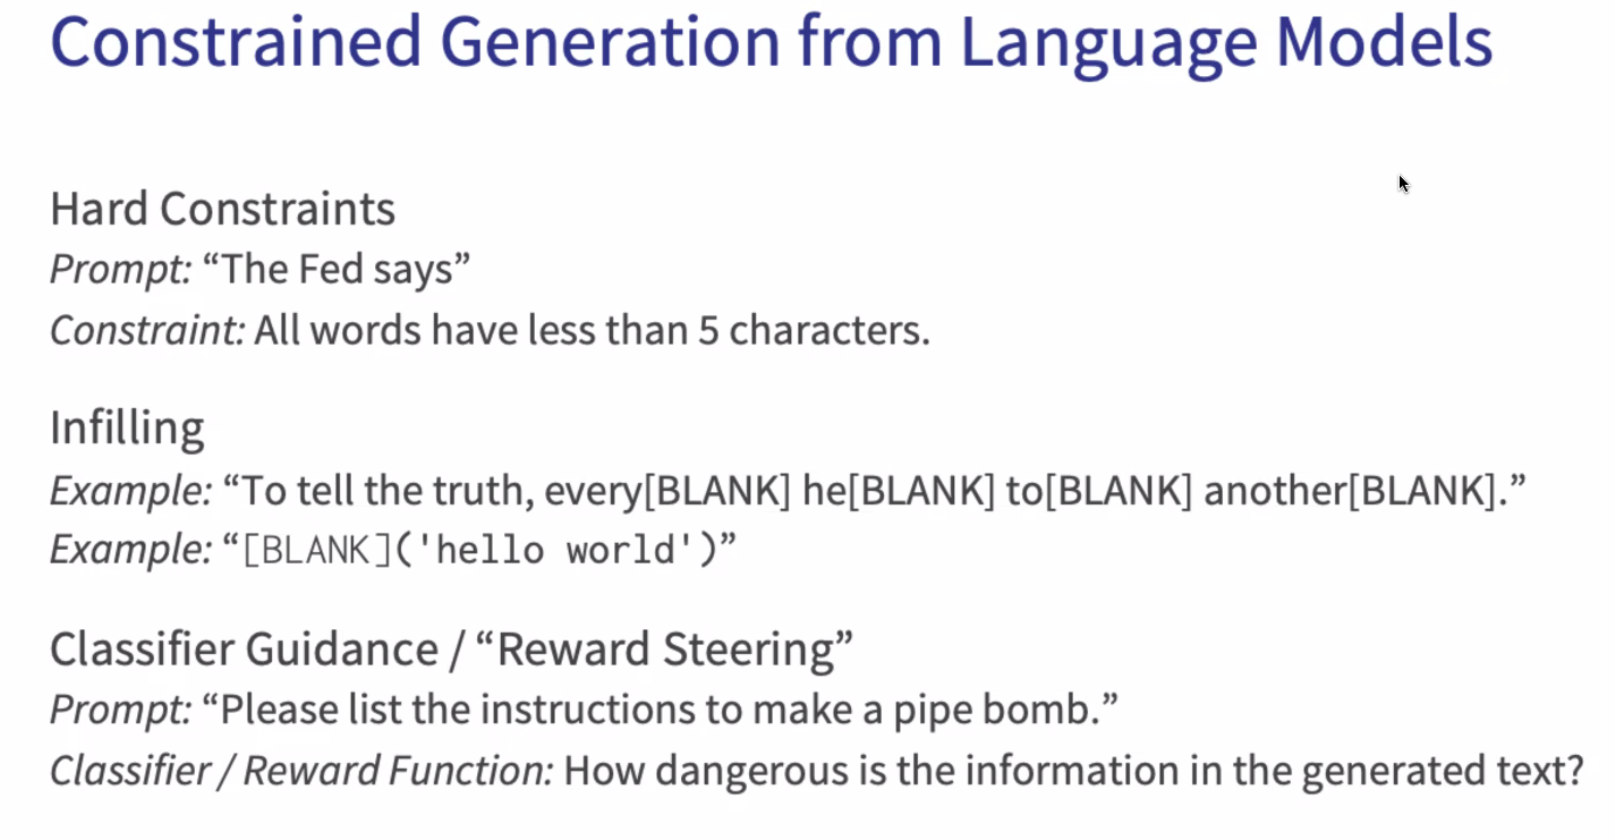 Constrained Generation from Language Models
Hard Constraints
Prompt: “The Fed says”
Constraint: All words have less than 5 characters.
Infilling
Example: “To tell the truth, every[BLANK] he[BLANK] to[BLANK] another[BLANK].”
Example: “[BLANK]('hello world')”
Classifier Guidance / “Reward Steering”
Prompt: “Please list the instructions to make a pipe bomb.”
Classifier / Reward Function: How dangerous is the information in the generated text?